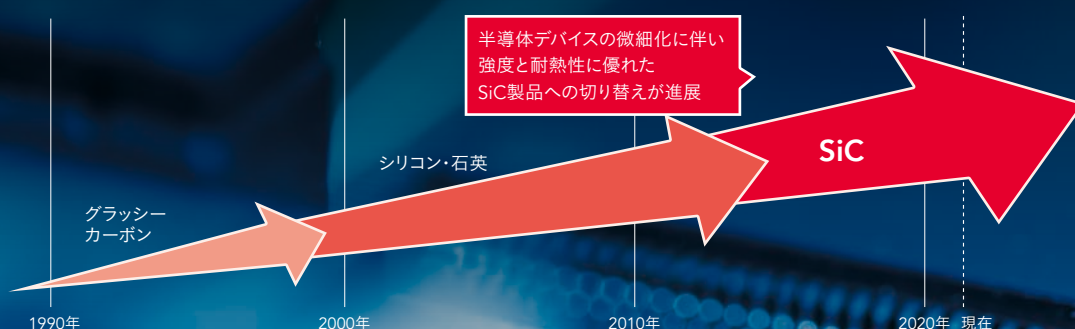 半導体デバイスの微細化に伴い
強度と耐熱性に優れた
SiC製品への切り替えが進展
SiC
シリコン・石英
グラッシー
カーボン
1990年
2000年
2010年
2020年
現在